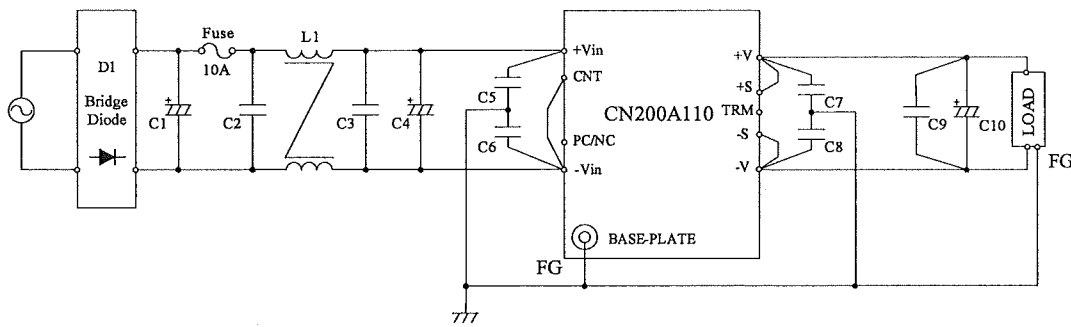 D1
Bridge
Diode
Fuse
10A
L1
+
C1
C2
C3
+
C4
C5
C6
+Vin
CNT
PC/NC
-Vin
CN200A110
+V
+S
TRM
-S
-V
BASE-PLATE
FG
C7
C8
C9
+
C10
LOAD
FG